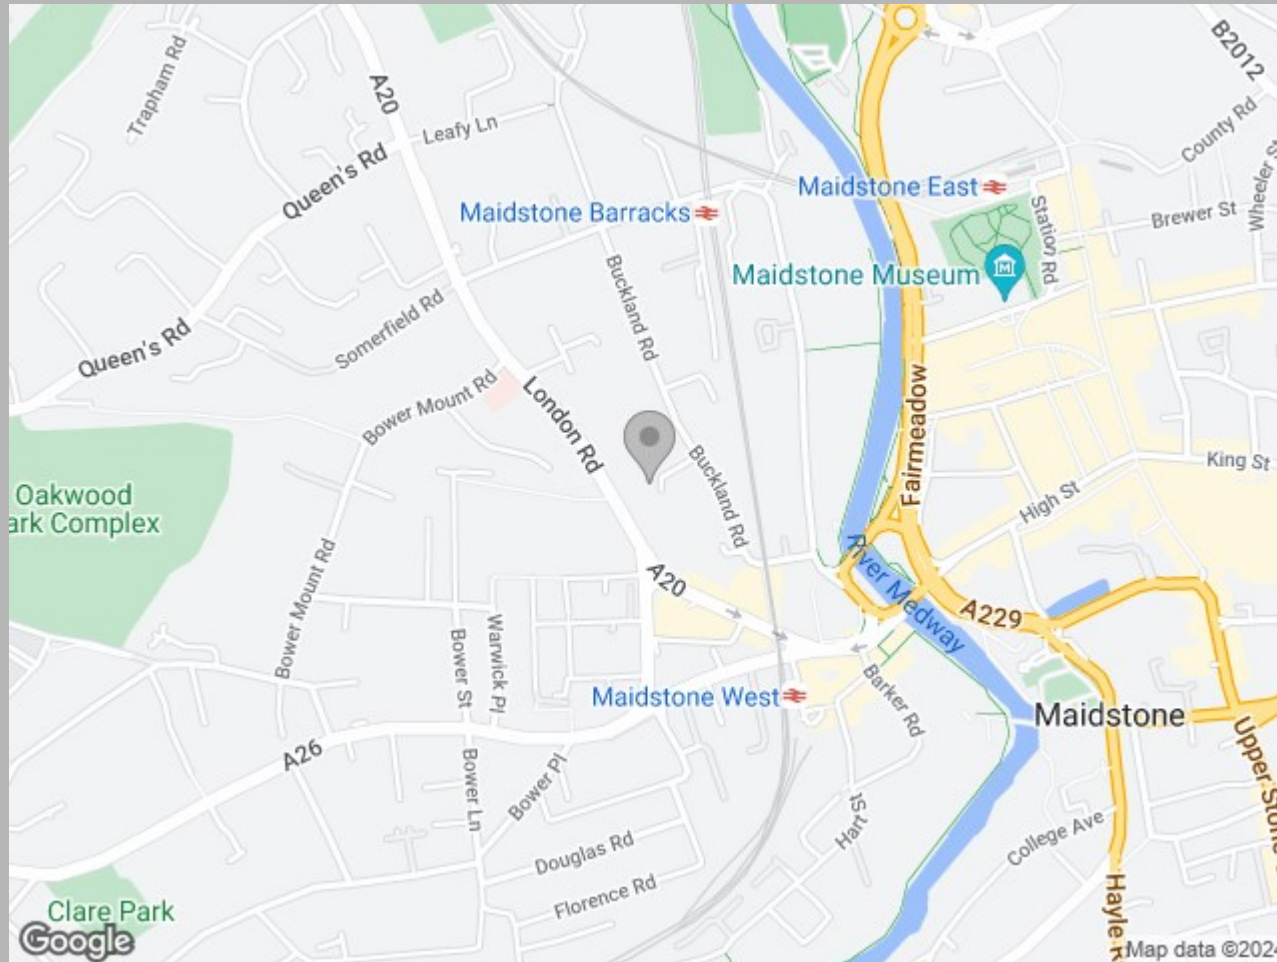 Trapham Rd
A20
B2012
Leafy Ln
County Rd
Queen's Rd
Maidstone East
Wheeler St
Maidstone Barracks
Station Rd
Brewer St
Buckland Rd
Maidstone Museum
Somerfield Rd
Queen's Rd
Bower Mount Rd
London Rd
Fairmeadow
Buckland Rd
King St
Oakwood
ark Complex
High St
Bower Mount Rd
A20
River Medway
A229
Bower St
Warwick Pl
Barker Rd
Maidstone West
Maidstone
A26
Upper Stone
Bower Ln
Bower Pl
Hart St
College Ave
Douglas Rd
Florence Rd
Hayle R
Clare Park
Google
Map data ©2024